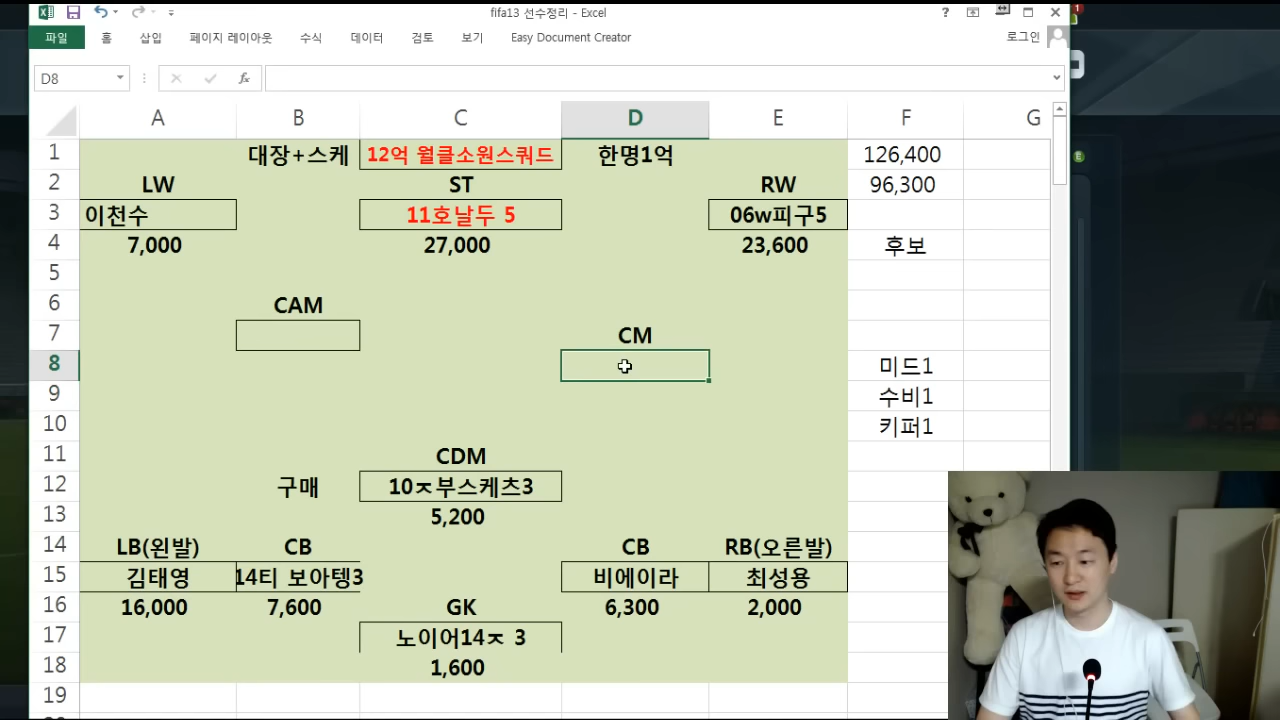 fifa13 선수정리 - Excel
파일 홈 삽입 페이지 레이아웃 수식 데이터 검토 보기 Easy Document Creator 로그인
D8 fx
A B C D E F G
1 대장+스케 12억 월클소원스쿼드 한명1억 126,400
2 LW ST RW 96,300
3 이천수 11호날두 5 06w피구5
4 7,000 27,000 23,600 후보
5
6 CAM
7 CM
8 미드1
9 수비1
10 키퍼1
11 CDM
12 구매 10ㅈ부스케츠3
13 5,200
14 LB(왼발) CB CB RB(오른발)
15 김태영 14티 보아텡3 비에이라 최성용
16 16,000 7,600 GK 6,300 2,000
17 노이어14ㅈ 3
18 1,600
19